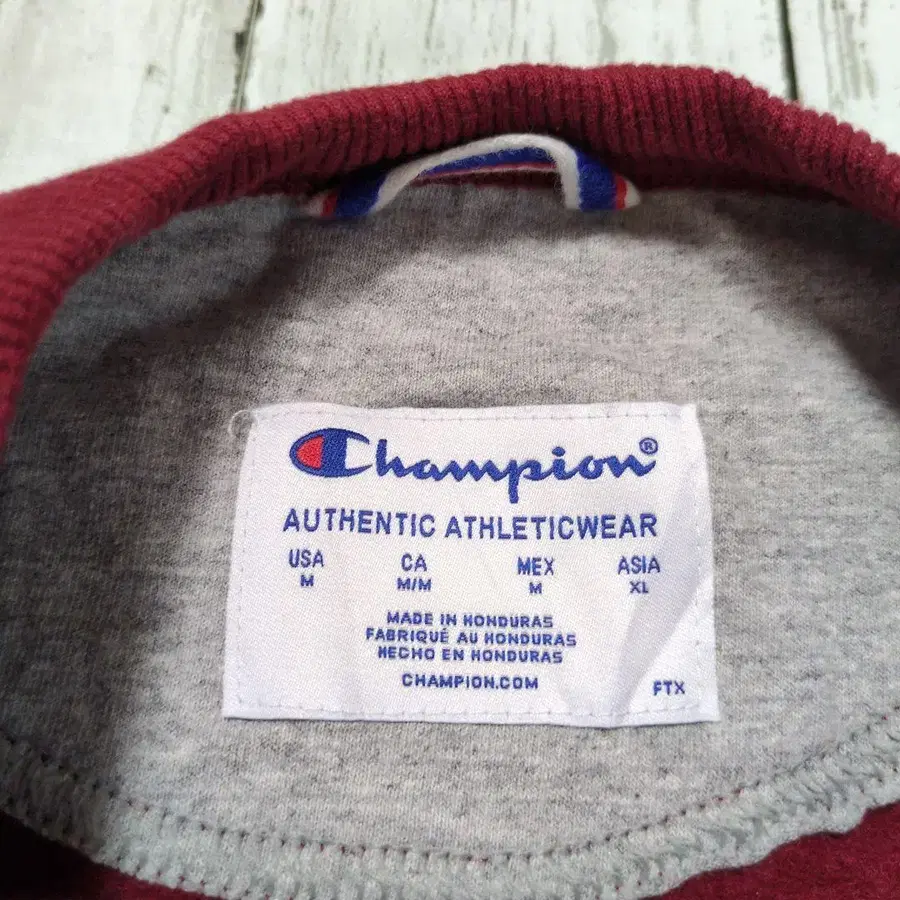 Champion®
AUTHENTIC ATHLETICWEAR
USA CA MEX ASIA
M M/M M XL
MADE IN HONDURAS
FABRIQUÉ AU HONDURAS
HECHO EN HONDURAS
CHAMPION.COM
FTX